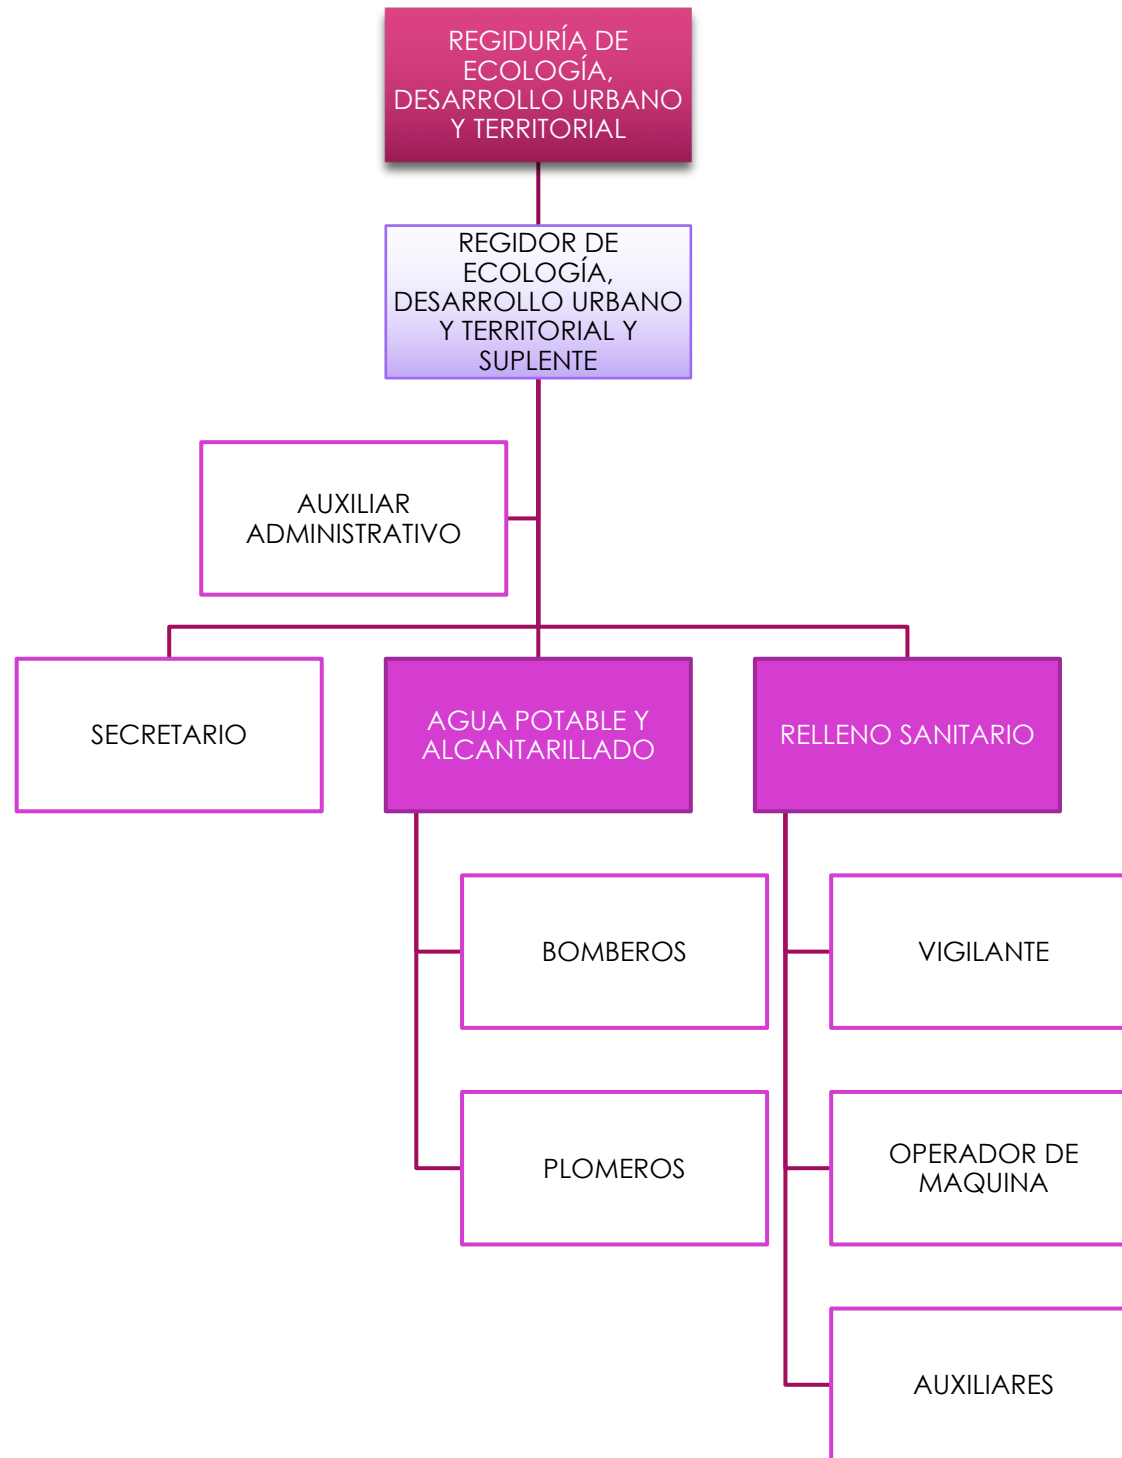 REGIDURÍA DE
ECOLOGÍA,
DESARROLLO URBANO
Y TERRITORIAL
REGIDOR DE
ECOLOGÍA,
DESARROLLO URBANO
Y TERRITORIAL Y
SUPLENTE
AUXILIAR
ADMINISTRATIVO
SECRETARIO
AGUA POTABLE Y
ALCANTARILLADO
RELLENO SANITARIO
BOMBEROS
VIGILANTE
PLOMEROS
OPERADOR DE
MAQUINA
AUXILIARES